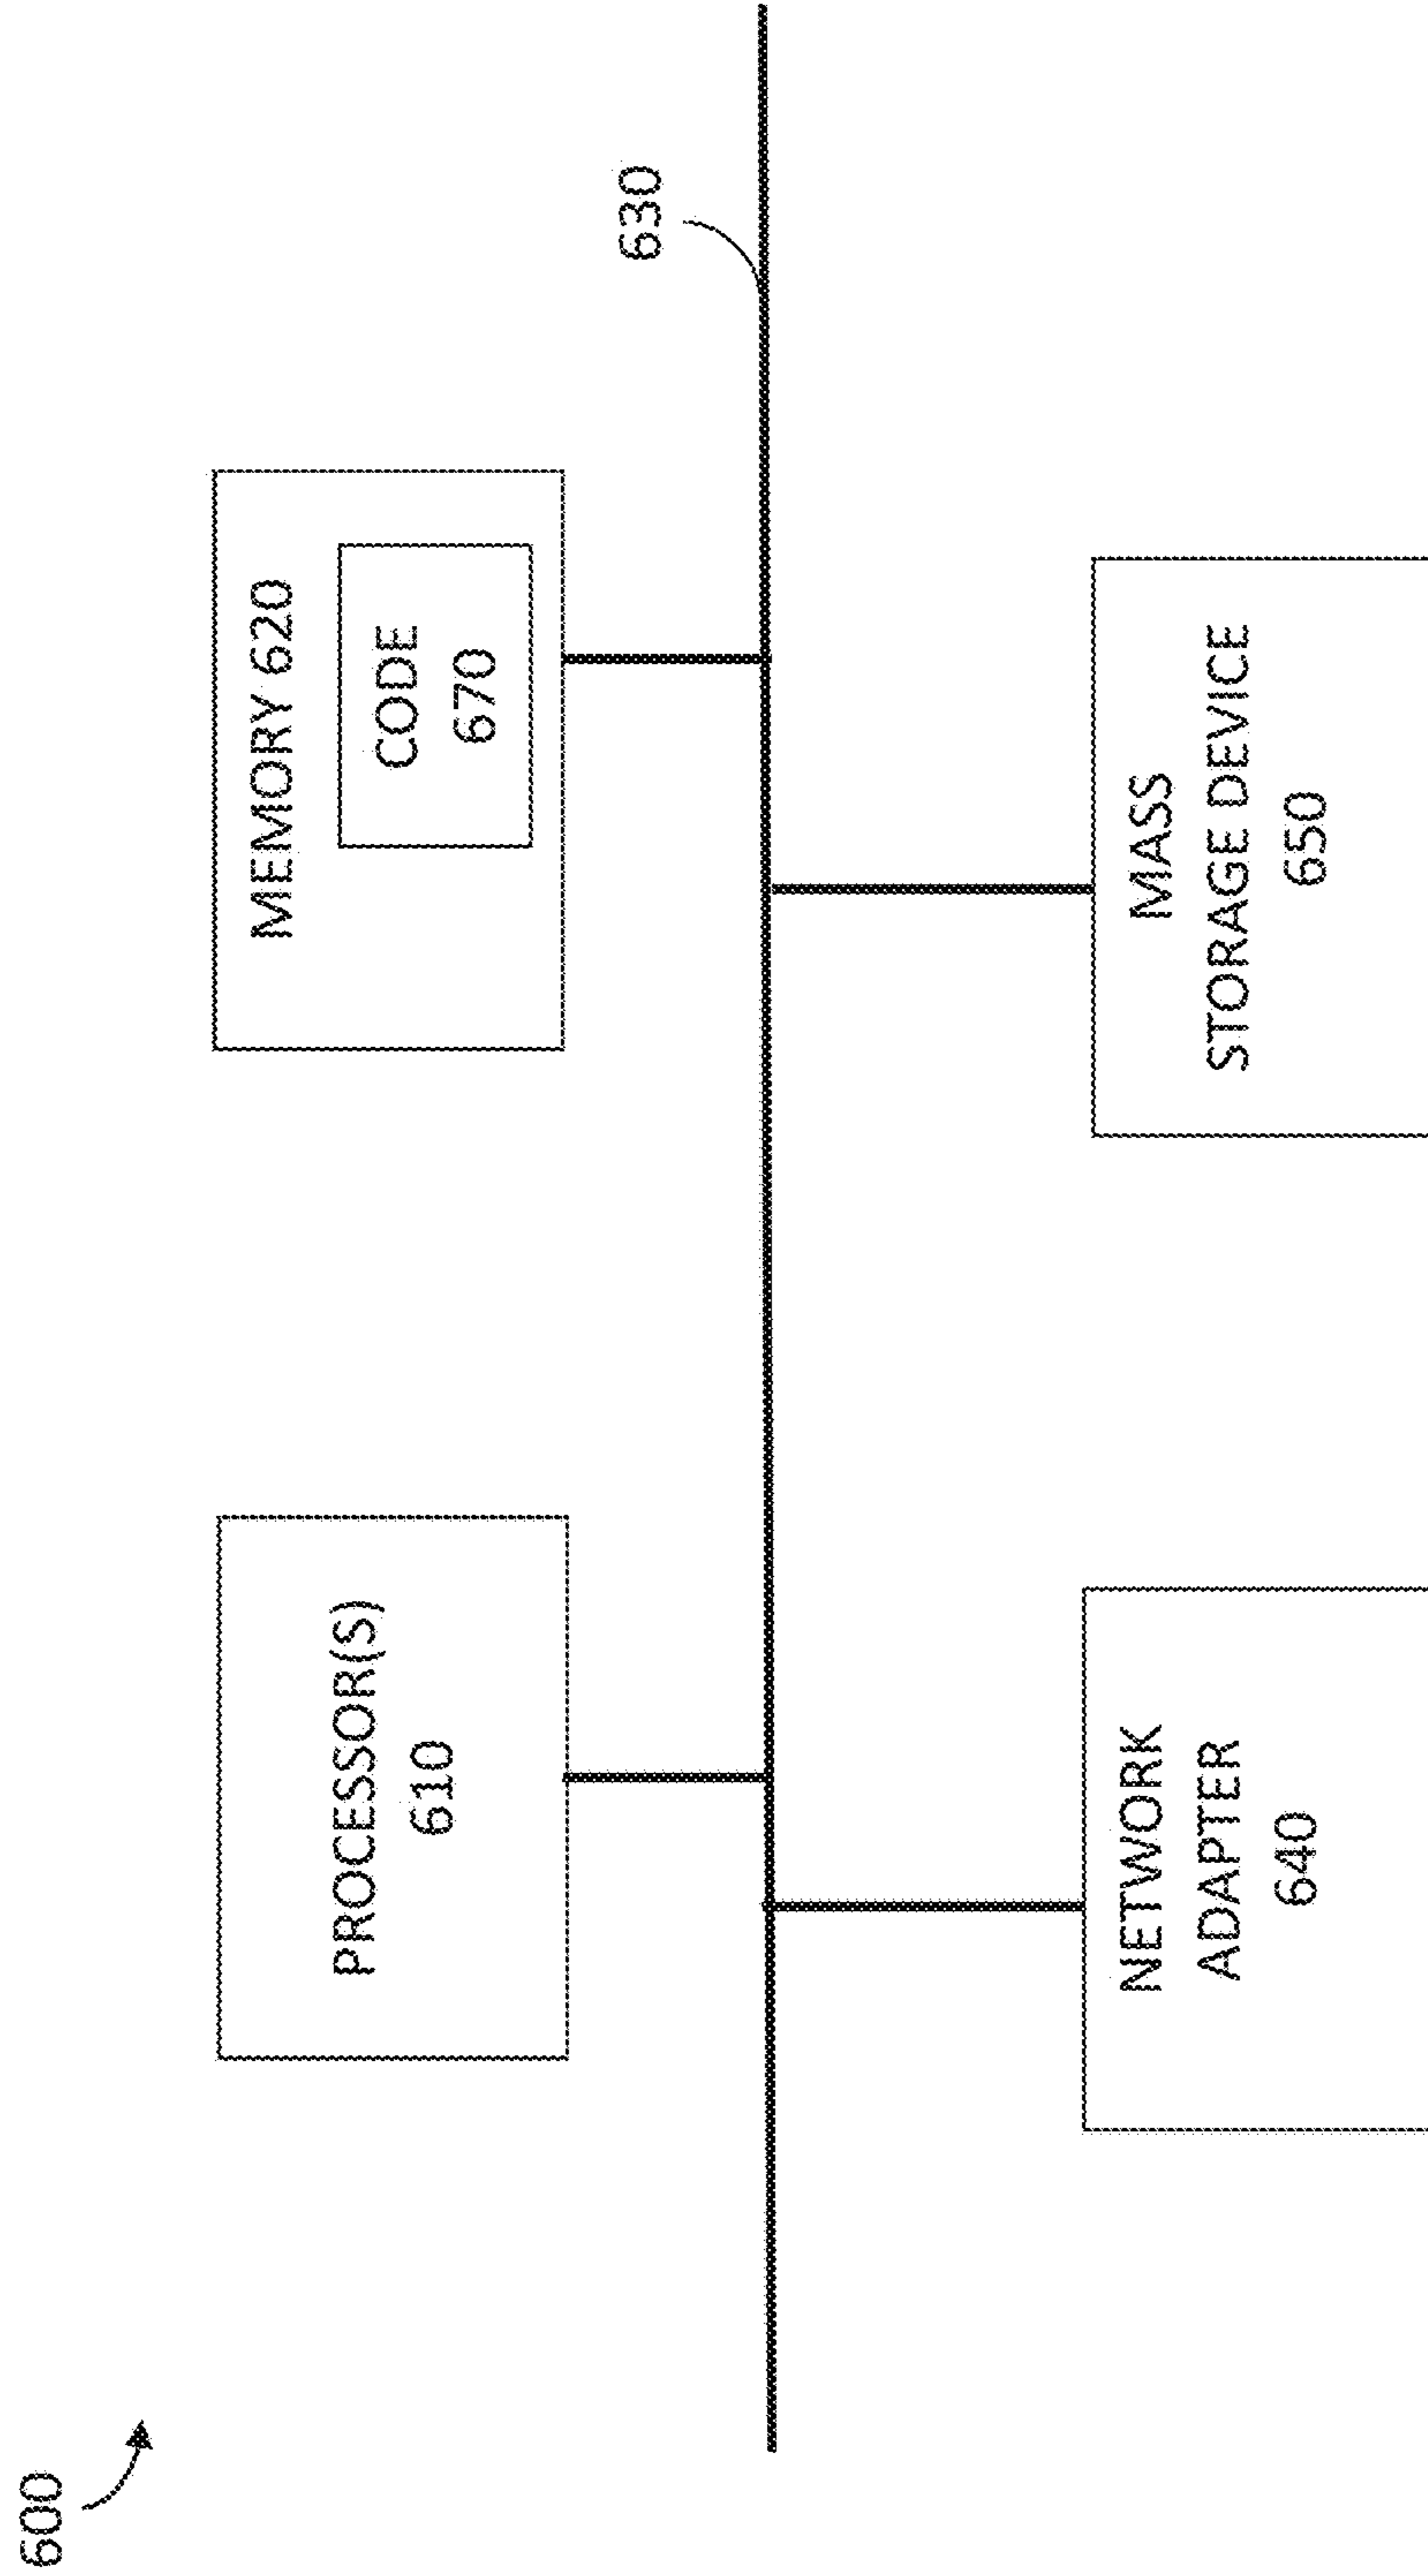 600
PROCESSOR(S)
610
MEMORY 620
CODE
670
630
NETWORK
ADAPTER
640
MASS
STORAGE DEVICE
650